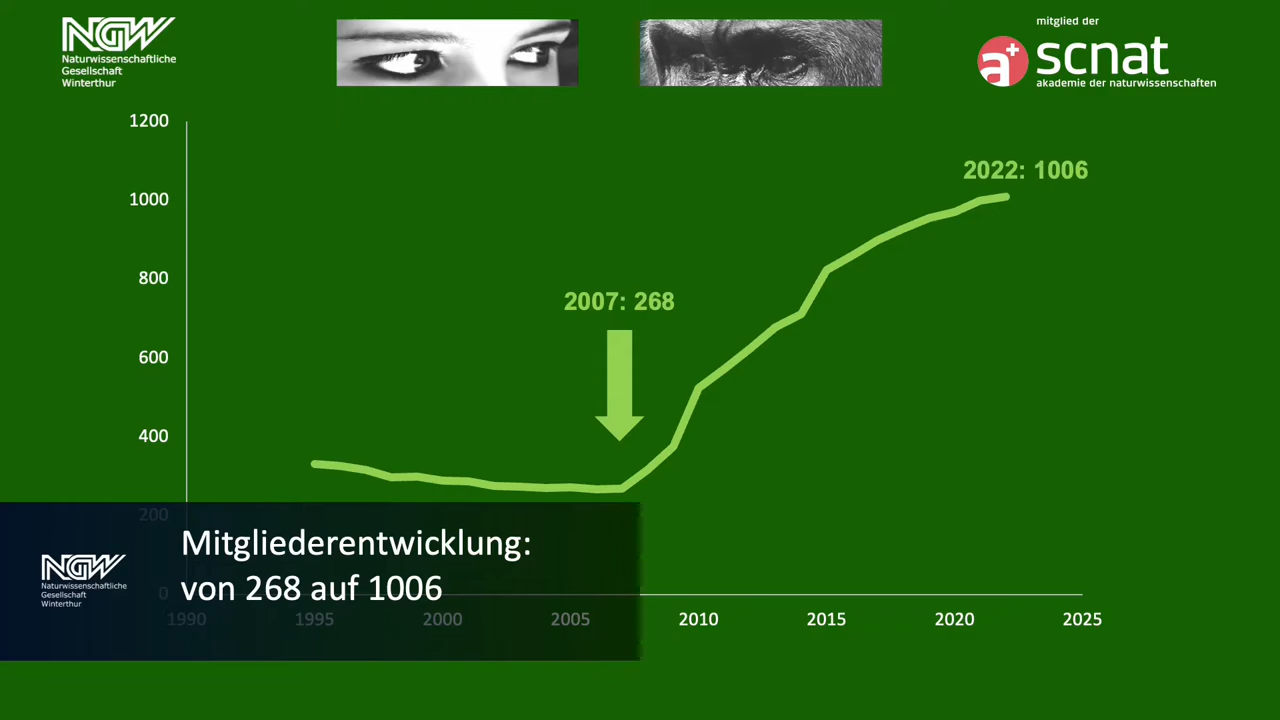 NGW
Naturwissenschaftliche
Gesellschaft
Winterthur
mitglied der
a+ scnat
akademie der naturwissenschaften
1200
1000
800
600
400
200
0
2022: 1006
2007: 268
NGW
Naturwissenschaftliche
Gesellschaft
Winterthur
Mitgliederentwicklung:
von 268 auf 1006
1990 1995 2000 2005 2010 2015 2020 2025